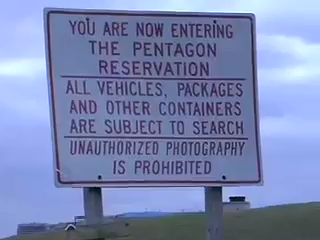 YOU ARE NOW ENTERING
THE PENTAGON
RESERVATION
ALL VEHICLES, PACKAGES
AND OTHER CONTAINERS
ARE SUBJECT TO SEARCH
UNAUTHORIZED PHOTOGRAPHY
IS PROHIBITED